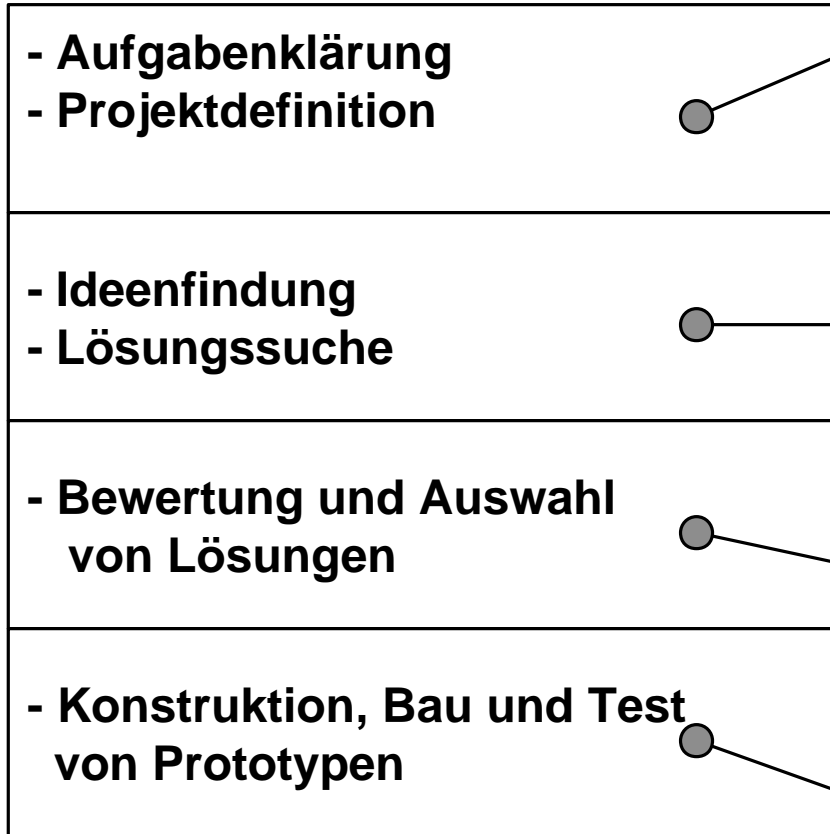 - Aufgabenklärung
- Projektdefinition
- Ideenfindung
- Lösungssuche
- Bewertung und Auswahl
von Lösungen
- Konstruktion, Bau und Test
von Prototypen